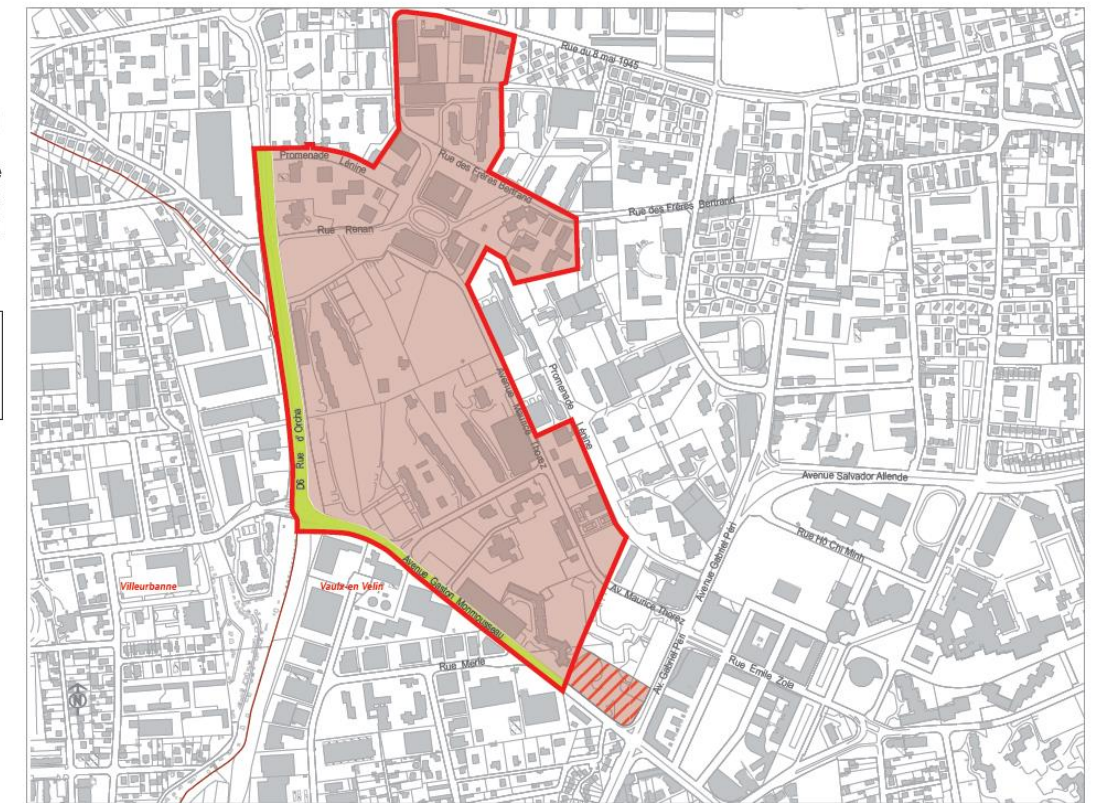 e
Rue du 8 mai 1945
Promenade Lénine
Rue des Frères Bertrand
Rue des Frères Bertrand
Rue Renan
Avenue Maurice Thorez
Promenade Lénine
D6 Rue d'Orcha
Avenue Salvador Allende
Rue Hô Chi Minh
Avenue Gabriel Péri
Villeurbanne
Vaulx-en Velin
Avenue Gaston Monmousseau
Av. Maurice Thorez
Rue Merle
Av. Gabriel Péri
Rue Emile Zola
N